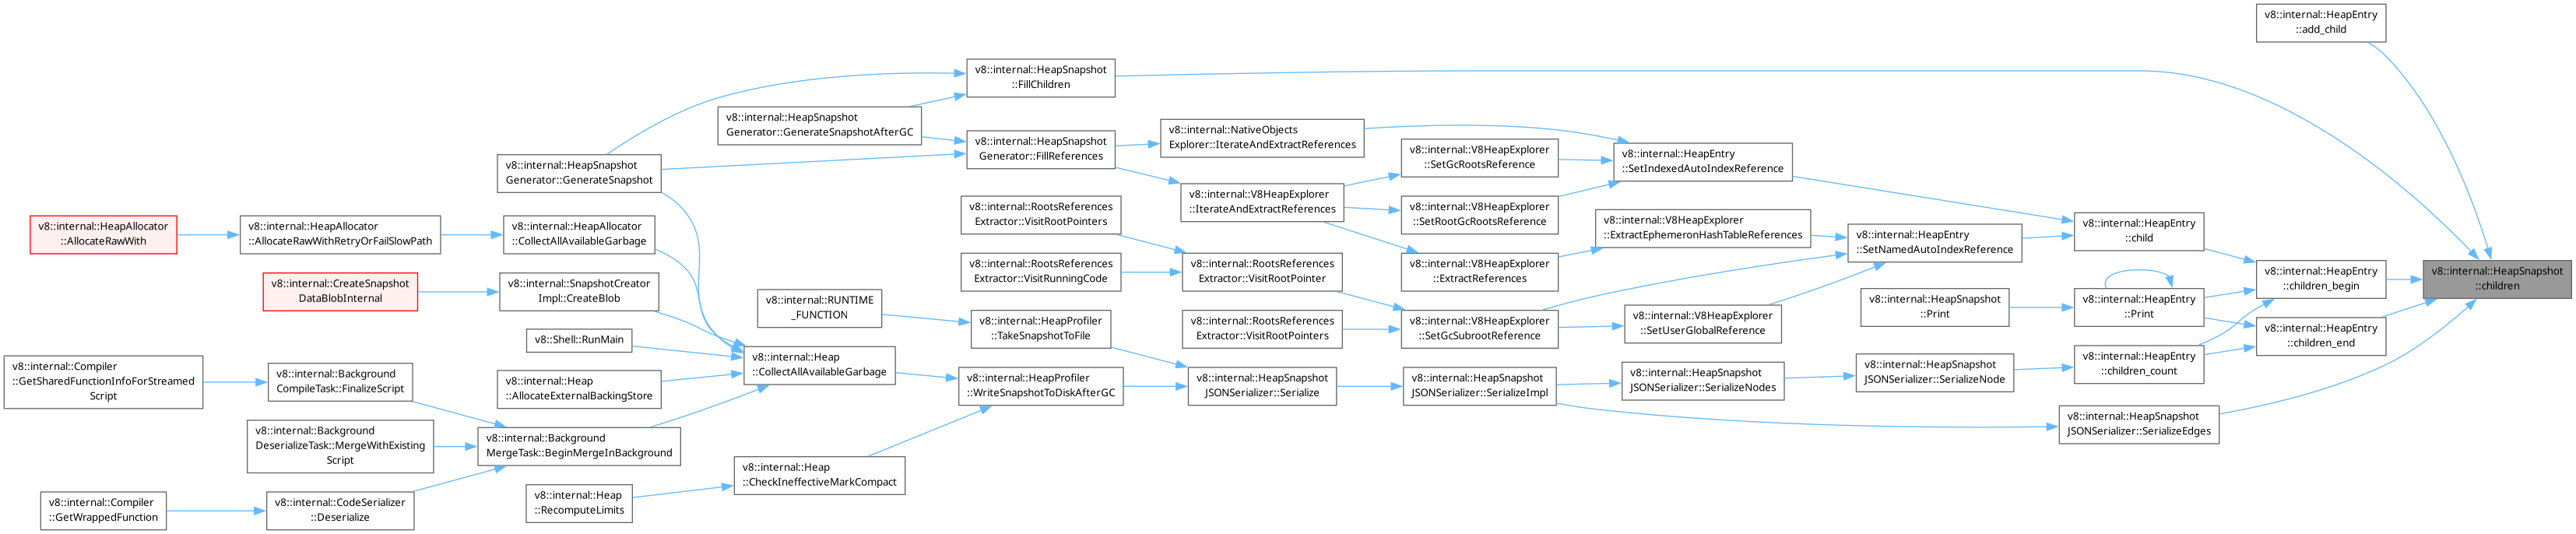 v8::internal::HeapEntry
::add_child
v8::internal::HeapSnapshot
::FillChildren
v8::internal::HeapSnapshot
Generator::GenerateSnapshotAfterGC
v8::internal::NativeObjects
Explorer::IterateAndExtractReferences
v8::internal::HeapSnapshot
Generator::FillReferences
v8::internal::V8HeapExplorer
::SetGcRootsReference
v8::internal::HeapEntry
::SetIndexedAutoIndexReference
v8::internal::HeapSnapshot
Generator::GenerateSnapshot
v8::internal::V8HeapExplorer
::IterateAndExtractReferences
v8::internal::RootsReferences
Extractor::VisitRootPointers
v8::internal::V8HeapExplorer
::SetRootGcRootsReference
v8::internal::V8HeapExplorer
::ExtractEphemeronHashTableReferences
v8::internal::HeapEntry
::child
v8::internal::HeapAllocator
::AllocateRawWith
v8::internal::HeapAllocator
::AllocateRawWithRetryOrFailSlowPath
v8::internal::HeapAllocator
::CollectAllAvailableGarbage
v8::internal::HeapEntry
::SetNamedAutoIndexReference
v8::internal::RootsReferences
Extractor::VisitRunningCode
v8::internal::RootsReferences
Extractor::VisitRootPointer
v8::internal::V8HeapExplorer
::ExtractReferences
v8::internal::HeapEntry
::children_begin
v8::internal::HeapSnapshot
::children
v8::internal::CreateSnapshot
DataBlobInternal
v8::internal::SnapshotCreator
Impl::CreateBlob
v8::internal::RUNTIME
_FUNCTION
v8::internal::HeapSnapshot
::Print
v8::internal::HeapEntry
::Print
v8::internal::HeapProfiler
::TakeSnapshotToFile
v8::internal::RootsReferences
Extractor::VisitRootPointers
v8::internal::V8HeapExplorer
::SetGcSubrootReference
v8::internal::V8HeapExplorer
::SetUserGlobalReference
v8::internal::HeapEntry
::children_end
v8::Shell::RunMain
v8::internal::Heap
::CollectAllAvailableGarbage
v8::internal::HeapEntry
::children_count
v8::internal::Compiler
::GetSharedFunctionInfoForStreamed
Script
v8::internal::Background
CompileTask::FinalizeScript
v8::internal::Heap
::AllocateExternalBackingStore
v8::internal::HeapProfiler
::WriteSnapshotToDiskAfterGC
v8::internal::HeapSnapshot
JSONSerializer::Serialize
v8::internal::HeapSnapshot
JSONSerializer::SerializeImpl
v8::internal::HeapSnapshot
JSONSerializer::SerializeNodes
v8::internal::HeapSnapshot
JSONSerializer::SerializeNode
v8::internal::HeapSnapshot
JSONSerializer::SerializeEdges
v8::internal::Background
DeserializeTask::MergeWithExisting
Script
v8::internal::Background
MergeTask::BeginMergeInBackground
v8::internal::Heap
::CheckIneffectiveMarkCompact
v8::internal::Compiler
::GetWrappedFunction
v8::internal::CodeSerializer
::Deserialize
v8::internal::Heap
::RecomputeLimits